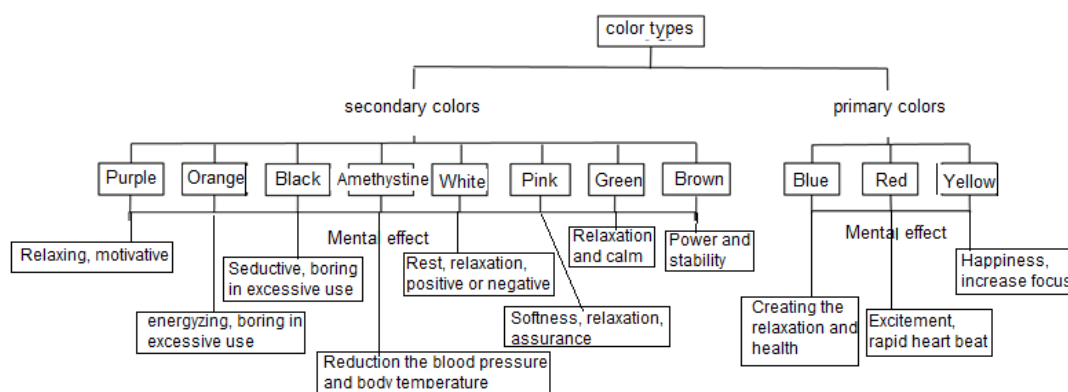 color types
secondary colors
primary colors
Purple
Orange
Black
Amethystine
White
Pink
Green
Brown
Blue
Red
Yellow
Mental effect
Mental effect
Relaxing, motivative
energyzing, boring in
excessive use
Seductive, boring
in excessive use
Reduction the blood pressure
and body temperature
Rest, relaxation,
positive or negative
Softness, relaxation,
assurance
Relaxation
and calm
Power and
stability
Creating the
relaxation and
health
Excitement,
rapid heart beat
Happiness,
increase focus